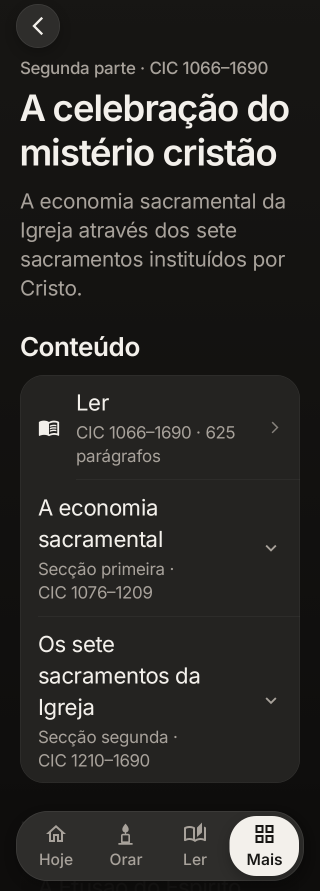 Segunda parte · CIC 1066–1690
A celebração do
mistério cristão
A economia sacramental da
Igreja através dos sete
sacramentos instituídos por
Cristo.
Conteúdo
Ler
CIC 1066–1690 · 625
parágrafos
A economia
sacramental
Secção primeira ·
CIC 1076–1209
Os sete
sacramentos da
Igreja
Secção segunda ·
CIC 1210–1690
Hoje
Orar
Ler
Mais